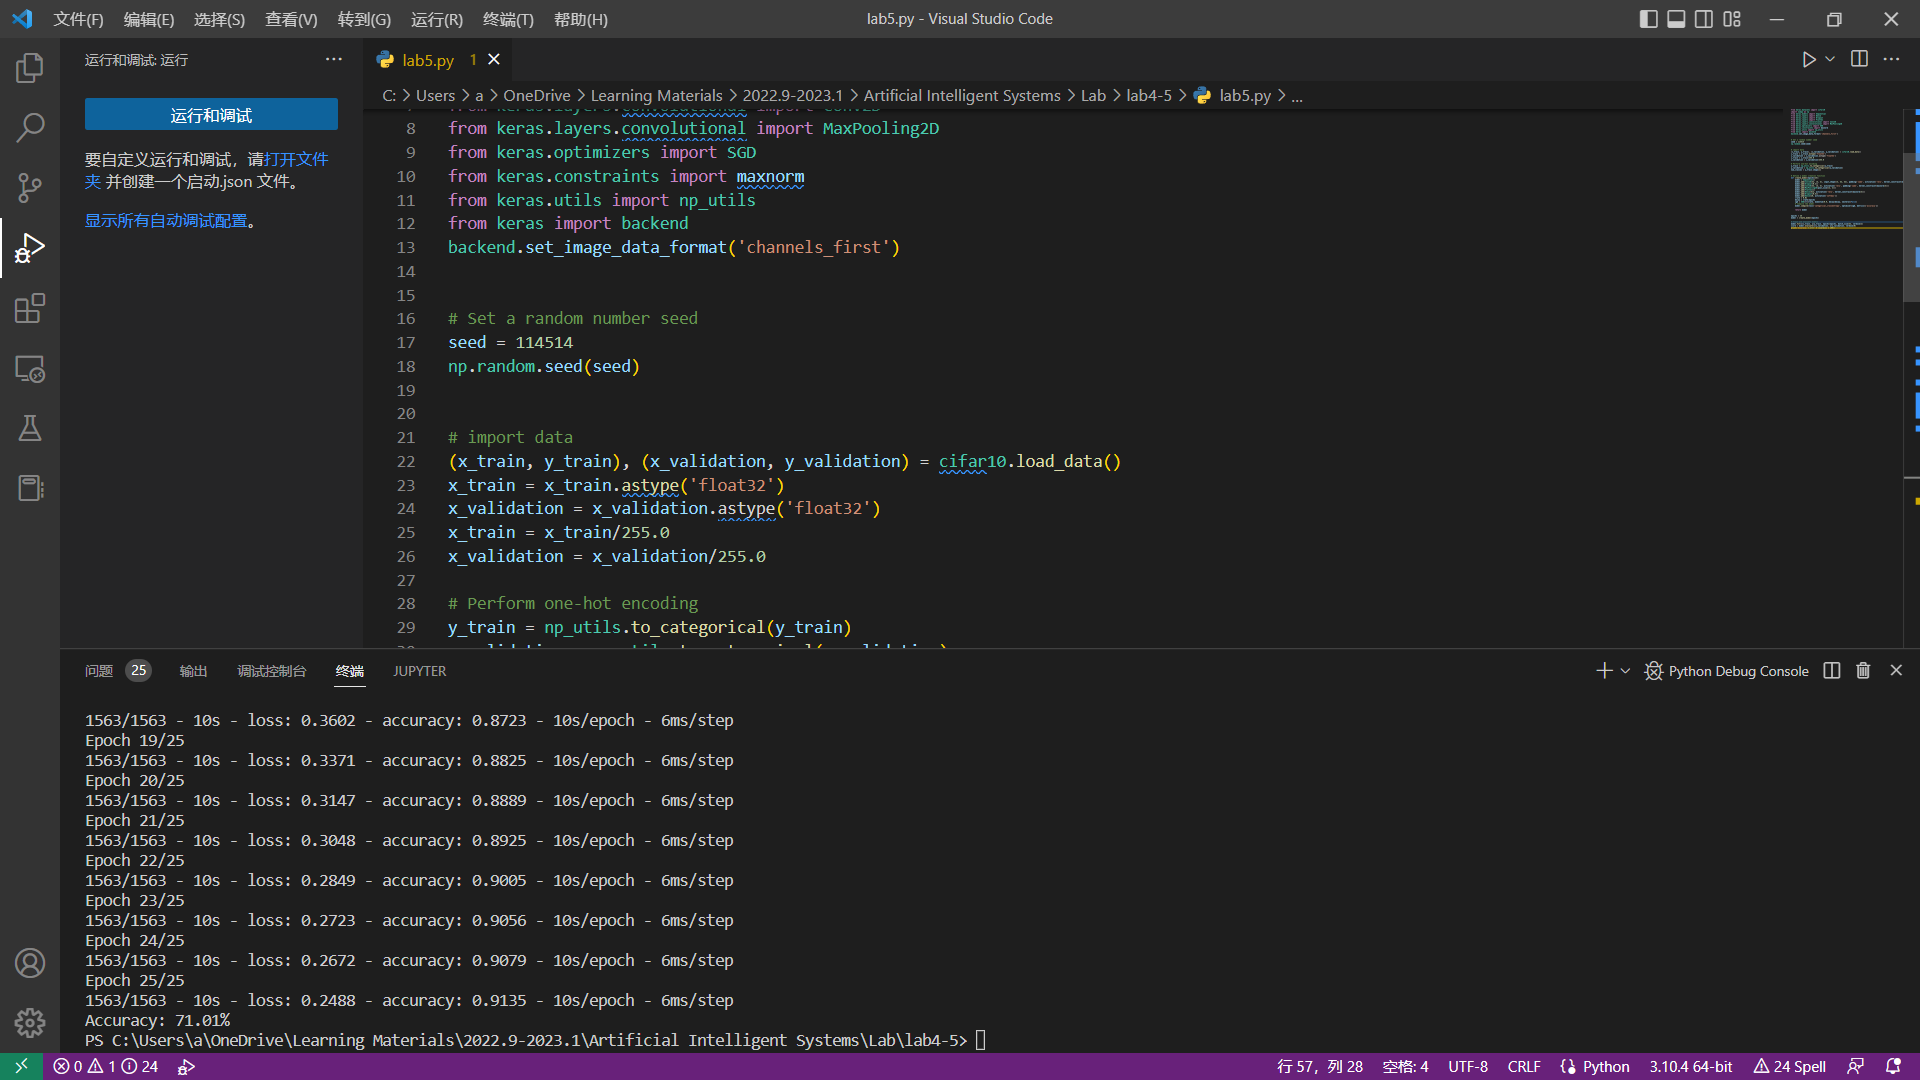 文件(F) 编辑(E) 选择(S) 查看(V) 转到(G) 运行(R) 终端(T) 帮助(H) lab5.py - Visual Studio Code
运行和调试: 运行
运行和调试
要自定义运行和调试，请打开文件
夹 并创建一个启动.json 文件。
显示所有自动调试配置。
lab5.py 1
C: > Users > a > OneDrive > Learning Materials > 2022.9-2023.1 > Artificial Intelligent Systems > Lab > lab4-5 > lab5.py > ...
8 from keras.layers.convolutional import MaxPooling2D
9 from keras.optimizers import SGD
10 from keras.constraints import maxnorm
11 from keras.utils import np_utils
12 from keras import backend
13 backend.set_image_data_format('channels_first')
14
15
16 # Set a random number seed
17 seed = 114514
18 np.random.seed(seed)
19
20
21 # import data
22 (x_train, y_train), (x_validation, y_validation) = cifar10.load_data()
23 x_train = x_train.astype('float32')
24 x_validation = x_validation.astype('float32')
25 x_train = x_train/255.0
26 x_validation = x_validation/255.0
27
28 # Perform one-hot encoding
29 y_train = np_utils.to_categorical(y_train)
问题 25 输出 调试控制台 终端 JUPYTER Python Debug Console
1563/1563 - 10s - loss: 0.3602 - accuracy: 0.8723 - 10s/epoch - 6ms/step
Epoch 19/25
1563/1563 - 10s - loss: 0.3371 - accuracy: 0.8825 - 10s/epoch - 6ms/step
Epoch 20/25
1563/1563 - 10s - loss: 0.3147 - accuracy: 0.8889 - 10s/epoch - 6ms/step
Epoch 21/25
1563/1563 - 10s - loss: 0.3048 - accuracy: 0.8925 - 10s/epoch - 6ms/step
Epoch 22/25
1563/1563 - 10s - loss: 0.2849 - accuracy: 0.9005 - 10s/epoch - 6ms/step
Epoch 23/25
1563/1563 - 10s - loss: 0.2723 - accuracy: 0.9056 - 10s/epoch - 6ms/step
Epoch 24/25
1563/1563 - 10s - loss: 0.2672 - accuracy: 0.9079 - 10s/epoch - 6ms/step
Epoch 25/25
1563/1563 - 10s - loss: 0.2488 - accuracy: 0.9135 - 10s/epoch - 6ms/step
Accuracy: 71.01%
PS C:\Users\a\OneDrive\Learning Materials\2022.9-2023.1\Artificial Intelligent Systems\Lab\lab4-5>
0 1 24 行 57，列 28 空格: 4 UTF-8 CRLF Python 3.10.4 64-bit 24 Spell